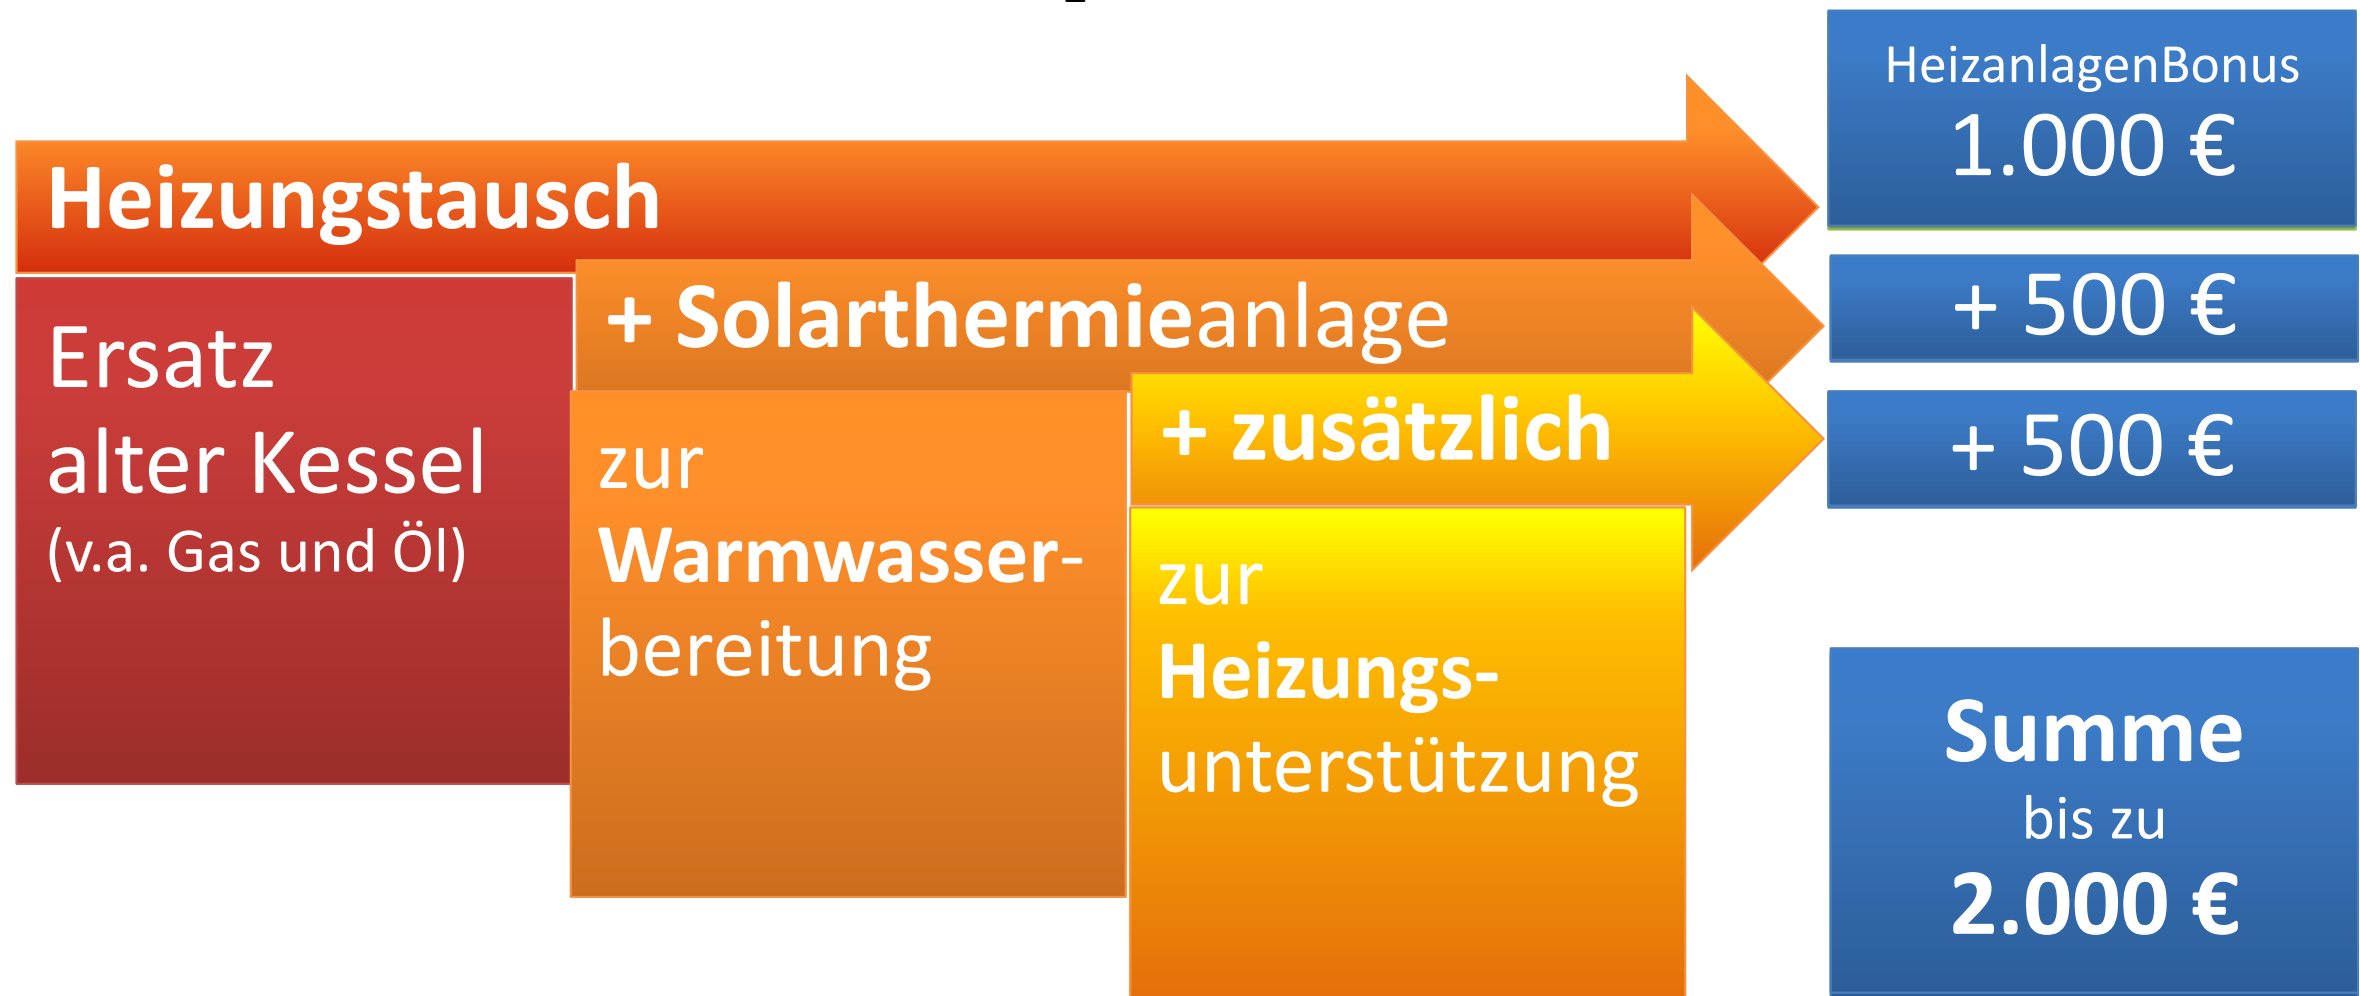 HeizanlagenBonus
1.000 €
Heizungstausch
+ Solarthermieanlage
+ 500 €
+ zusätzlich
+ 500 €
Ersatz
alter Kessel
(v.a. Gas und Öl)
zur
Warmwasser-
bereitung
zur
Heizungs-
unterstützung
Summe
bis zu
2.000 €